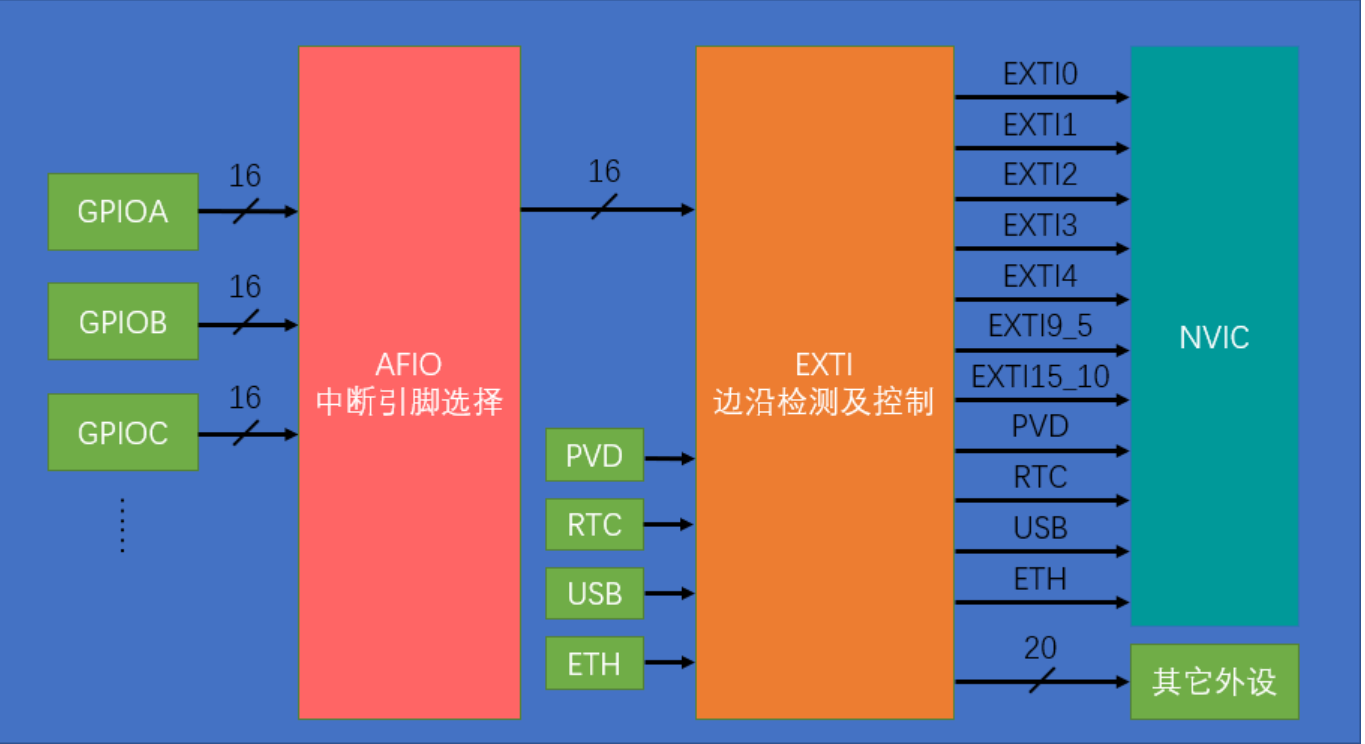 GPIOA
16
GPIOB
16
GPIOC
16
AFIO
中断引脚选择
16
PVD
RTC
USB
ETH
EXTI
边沿检测及控制
EXTI0
EXTI1
EXTI2
EXTI3
EXTI4
EXTI9_5
EXTI15_10
PVD
RTC
USB
ETH
20
NVIC
其它外设